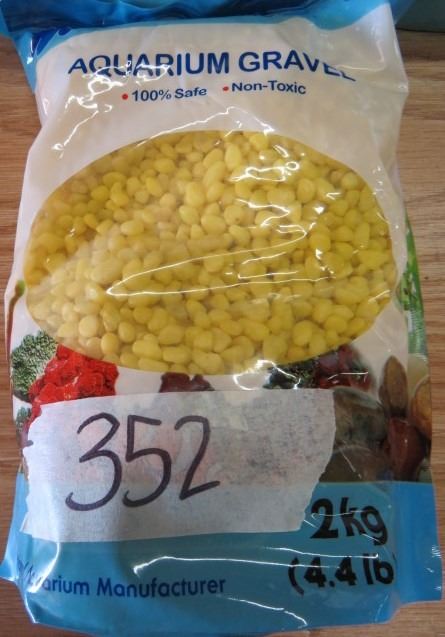 AQUARIUM GRAVEL
• 100% Safe • Non-Toxic
352
2kg
(4.4 lb
Aquarium Manufacturer